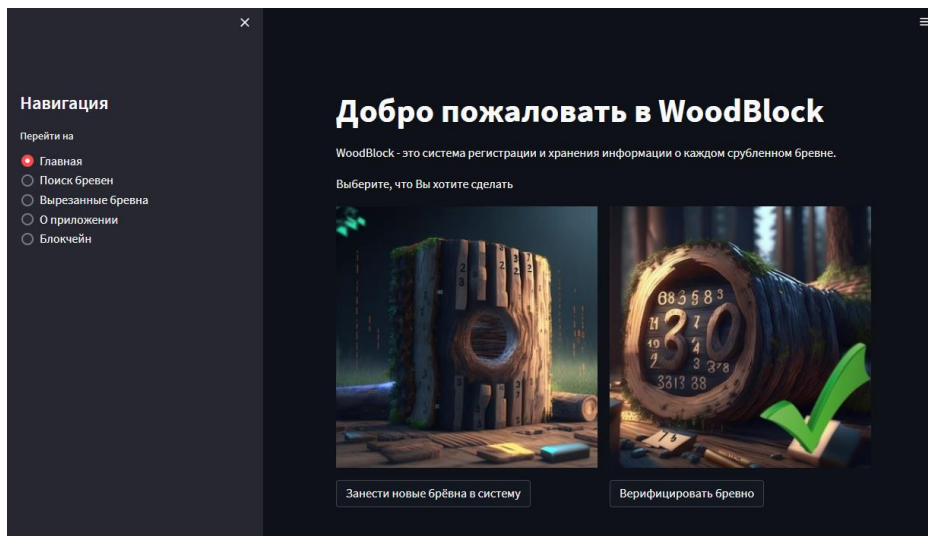 Навигация
Перейти на
Главная
Поиск бревен
Вырезанные бревна
О приложении
Блокчейн
Добро пожаловать в WoodBlock
WoodBlock - это система регистрации и хранения информации о каждом срубленном бревне.
Выберите, что Вы хотите сделать
Занести новые брёвна в систему
Верифицировать бревно